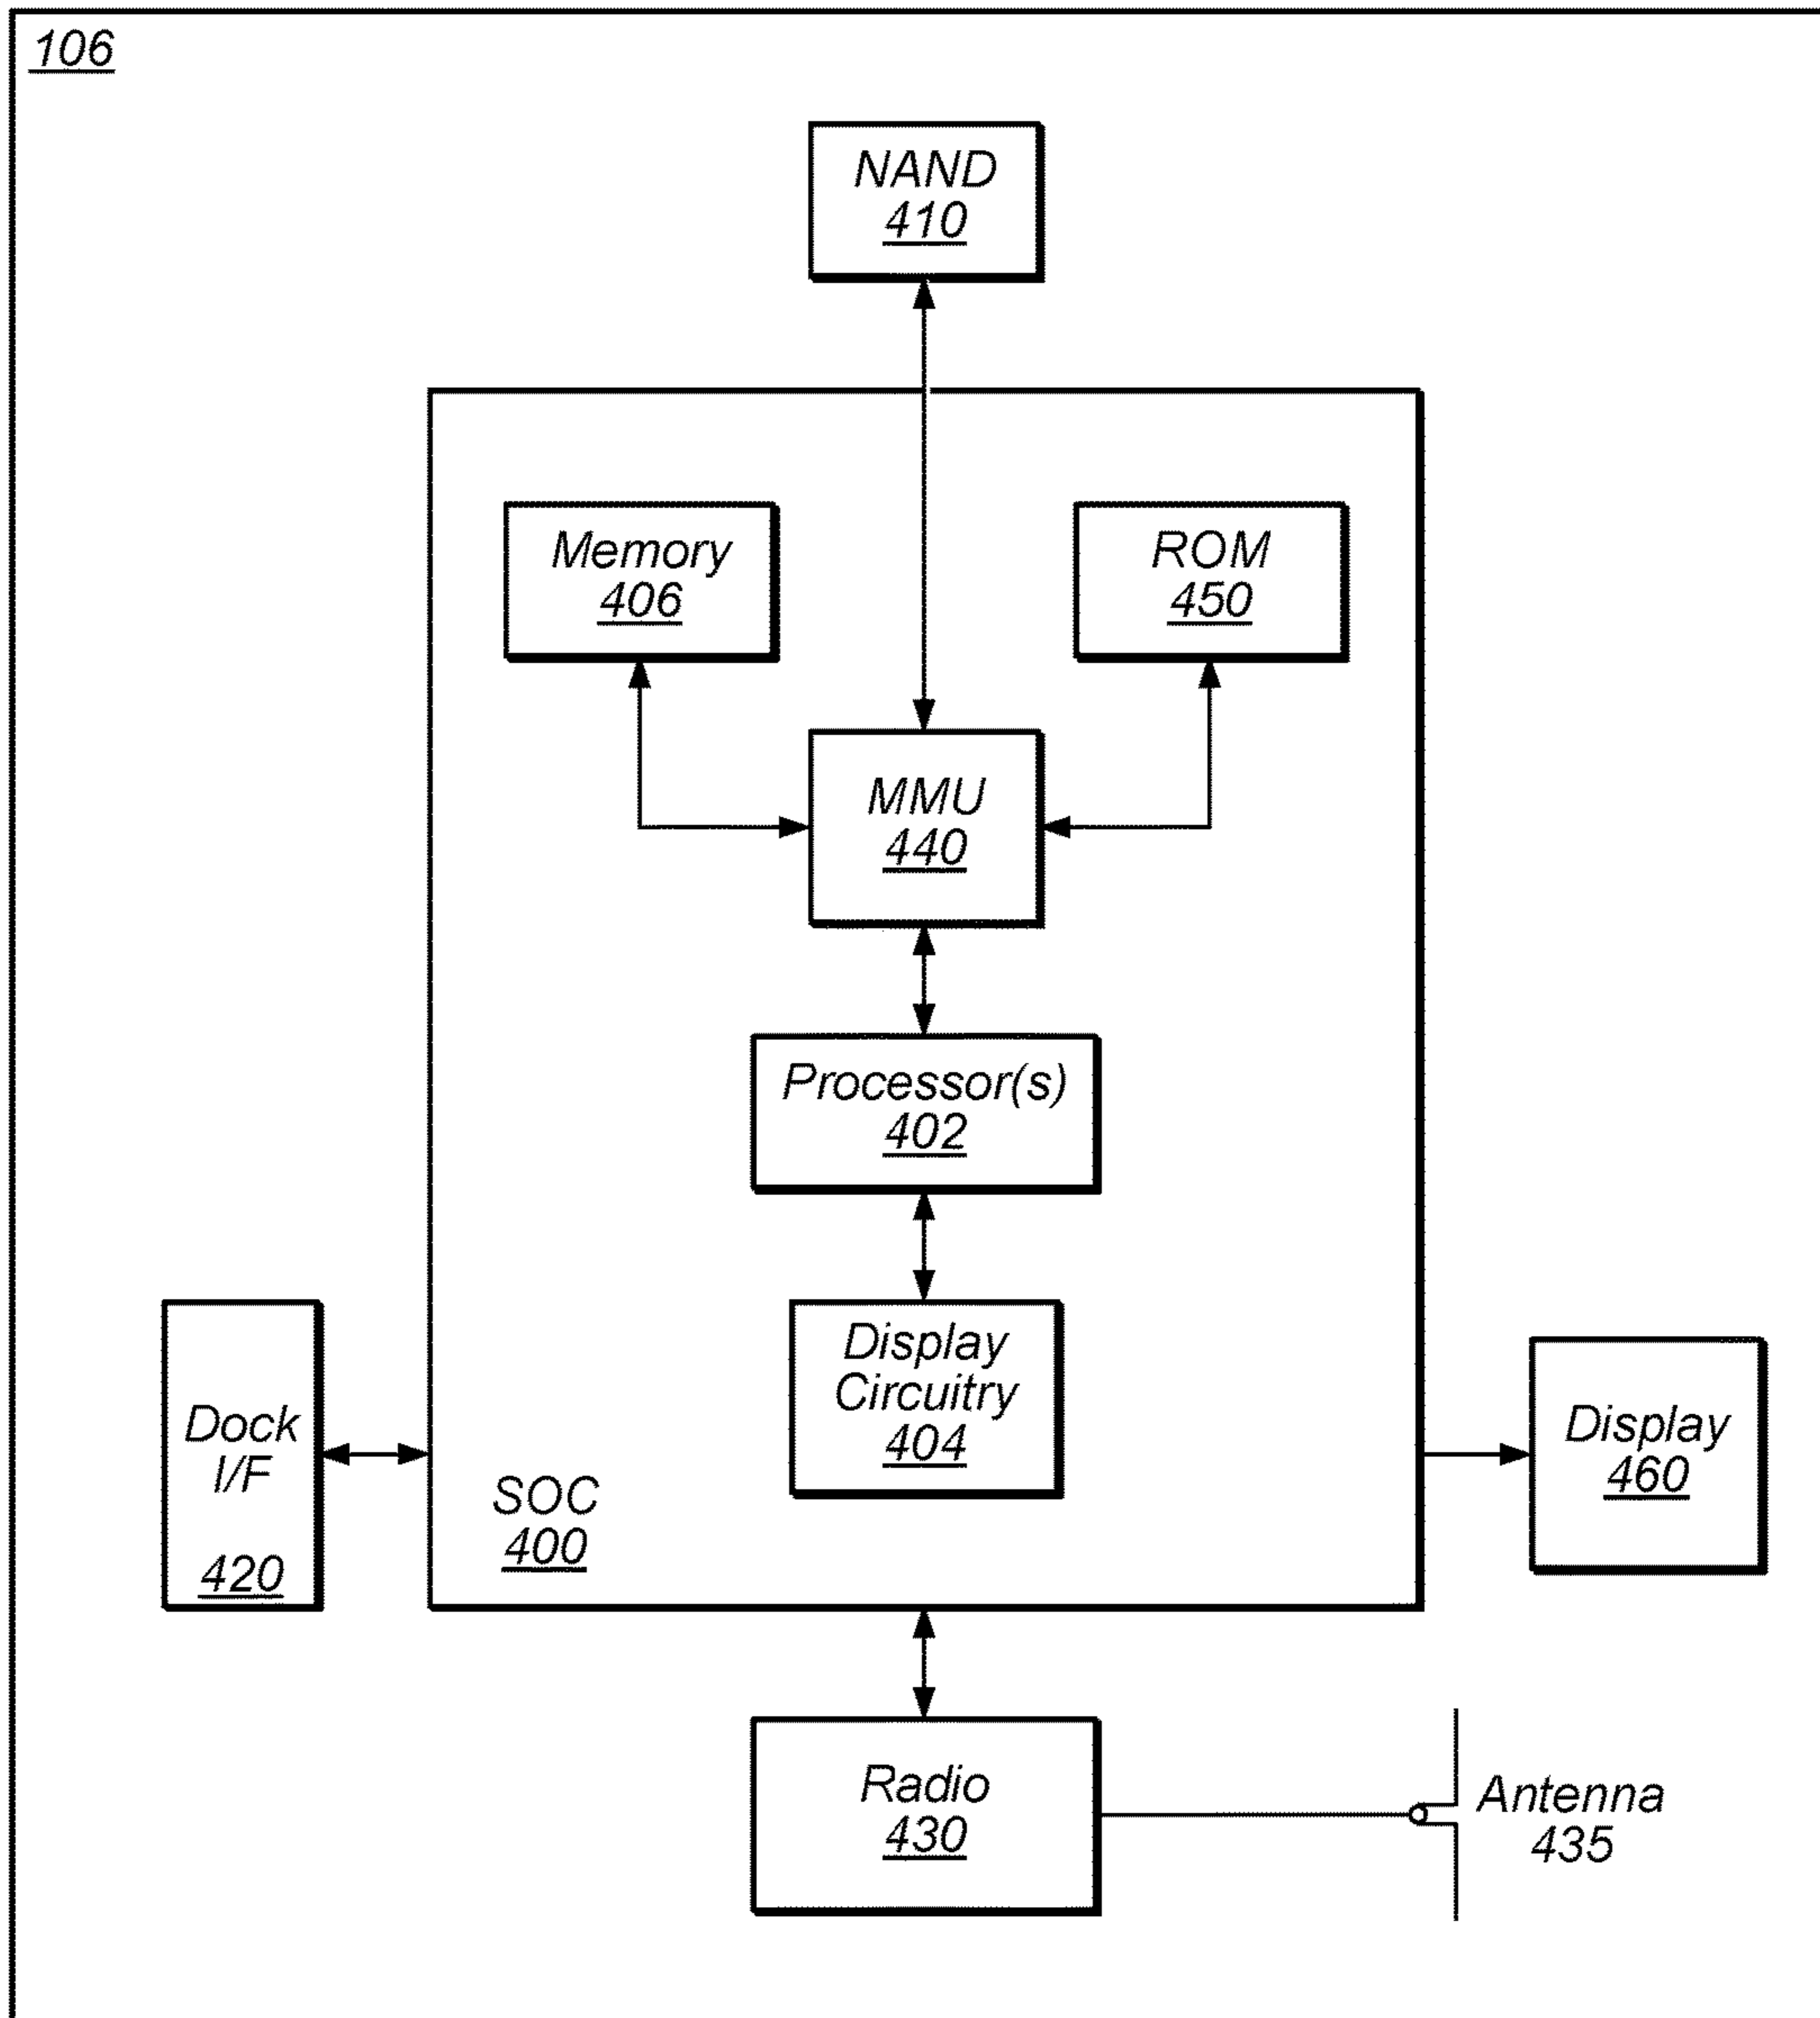 106
NAND
410
Memory
406
ROM
450
MMU
440
Processor(s)
402
Display
Circuitry
404
Dock
I/F
420
SOC
400
Display
460
Radio
430
Antenna
435